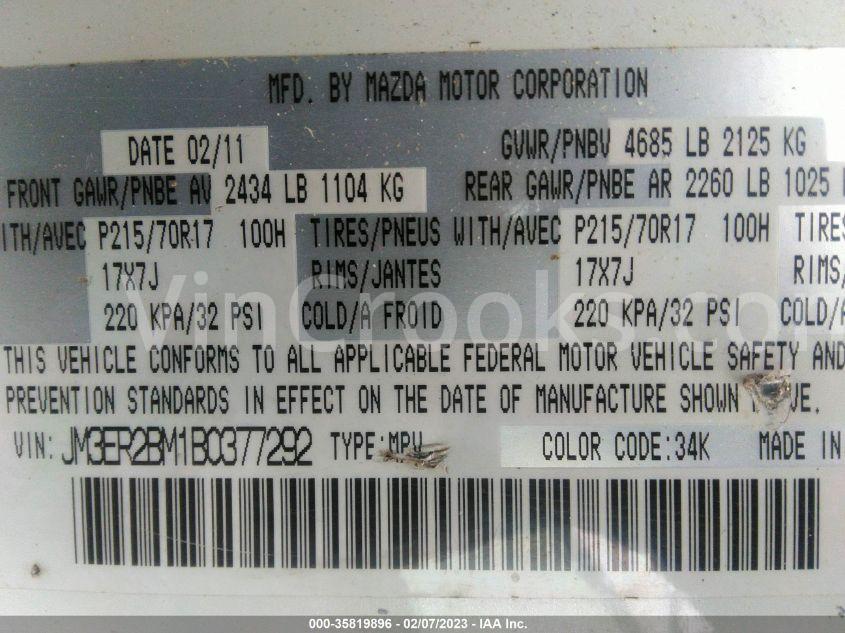 MFD. BY MAZDA MOTOR CORPORATION
DATE 02/11 GVWR/PNBV 4685 LB 2125 KG
FRONT GAWR/PNBE AV 2434 LB 1104 KG REAR GAWR/PNBE AR 2260 LB 1025
ITH/AVEC P215/70R17 100H TIRES/PNEUS WITH/AVEC P215/70R17 100H TIRES
17X7J RIMS/JANTES 17X7J RIMS/
220 KPA/32 PSI COLD/A FROID 220 KPA/32 PSI COLD/A
VinCrooks.co
THIS VEHICLE CONFORMS TO ALL APPLICABLE FEDERAL MOTOR VEHICLE SAFETY AND
PREVENTION STANDARDS IN EFFECT ON THE DATE OF MANUFACTURE SHOWN
VIN: JM3ER2BM1B0377292 TYPE:MPV COLOR CODE:34K MADE IN
VinCrooks.com
000-35819896 - 02/07/2023 - IAA Inc.